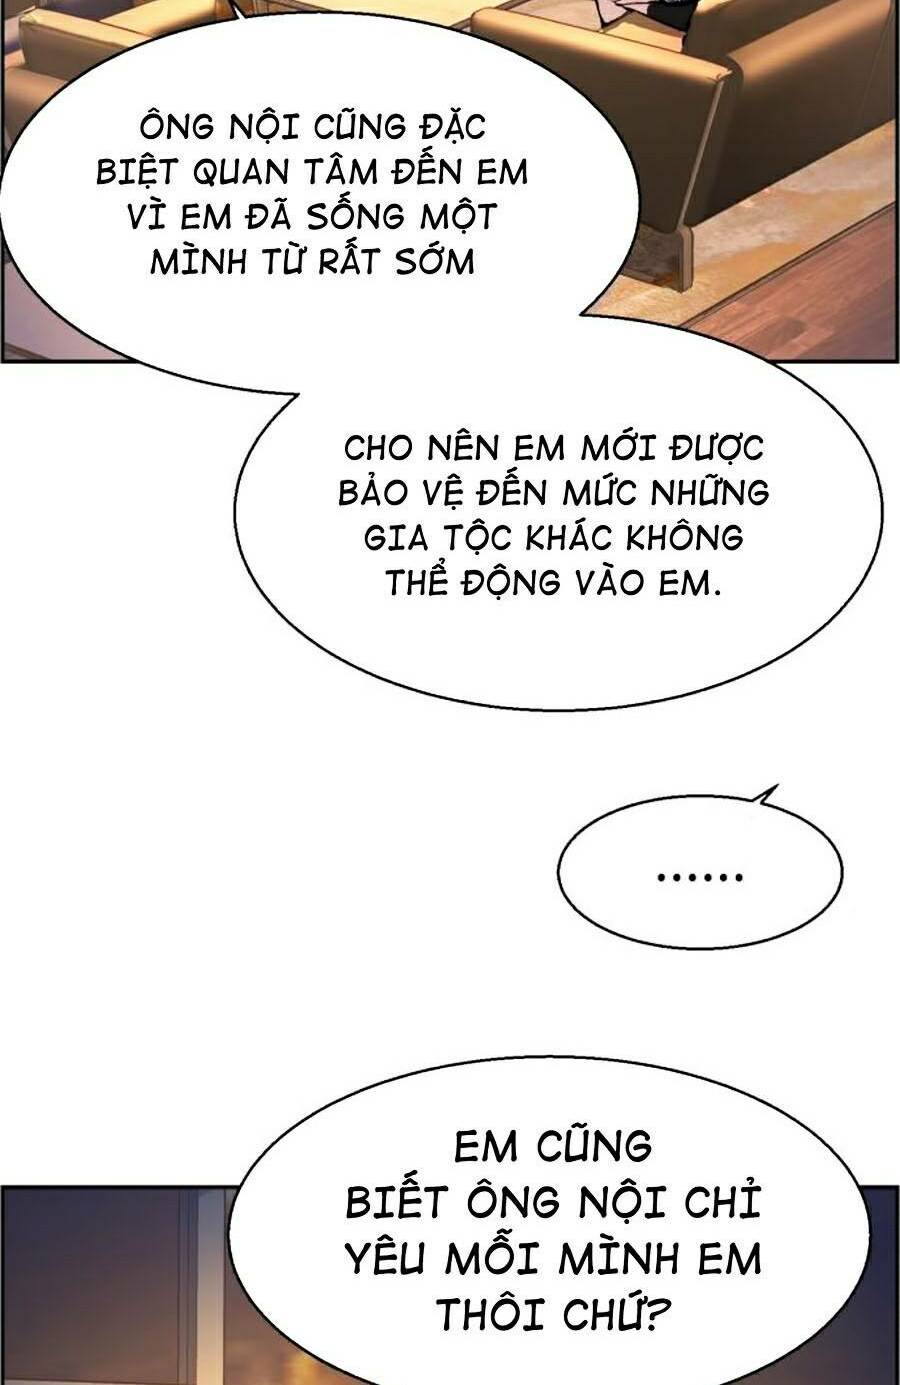 ÔNG NỘI CŨNG ĐẶC
BIỆT QUAN TÂM ĐẾN EM
VÌ EM ĐÃ SỐNG MỘT
MÌNH TỪ RẤT SỚM
CHO NÊN EM MỚI ĐƯỢC
BẢO VỆ ĐẾN MỨC NHỮNG
GIA TỘC KHÁC KHÔNG
THỂ ĐỘNG VÀO EM.
......
EM CŨNG
BIẾT ÔNG NỘI CHỈ
YÊU MỖI MÌNH EM
THÔI CHỨ?